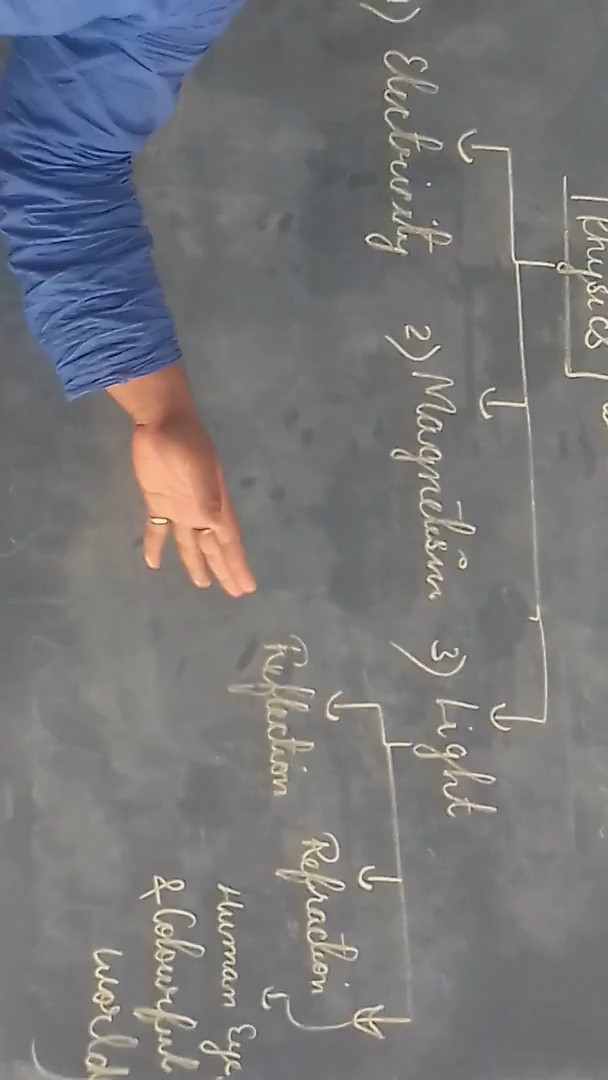 Physics
1) Electricity 2) Magnetism 3) Light
Reflection Refraction
Human Eye
& Colourful
world